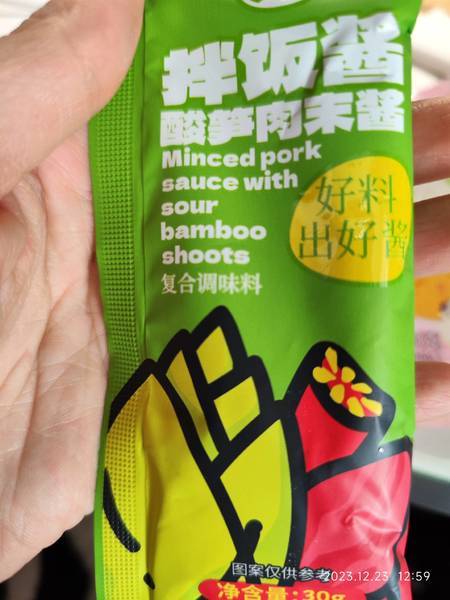 拌饭酱
酸笋肉末酱
Minced pork
sauce with
sour
bamboo
shoots
好料
出好酱
复合调味料
图案仅供参考
2023.12.23 12:59
净含量:30g